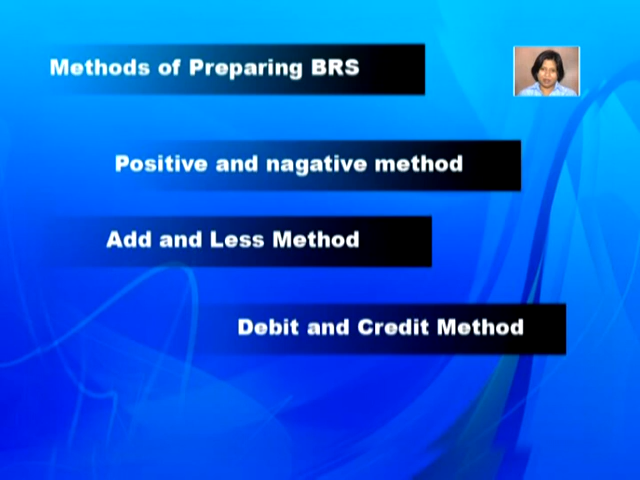 Methods of Preparing BRS
Positive and nagative method
Add and Less Method
Debit and Credit Method